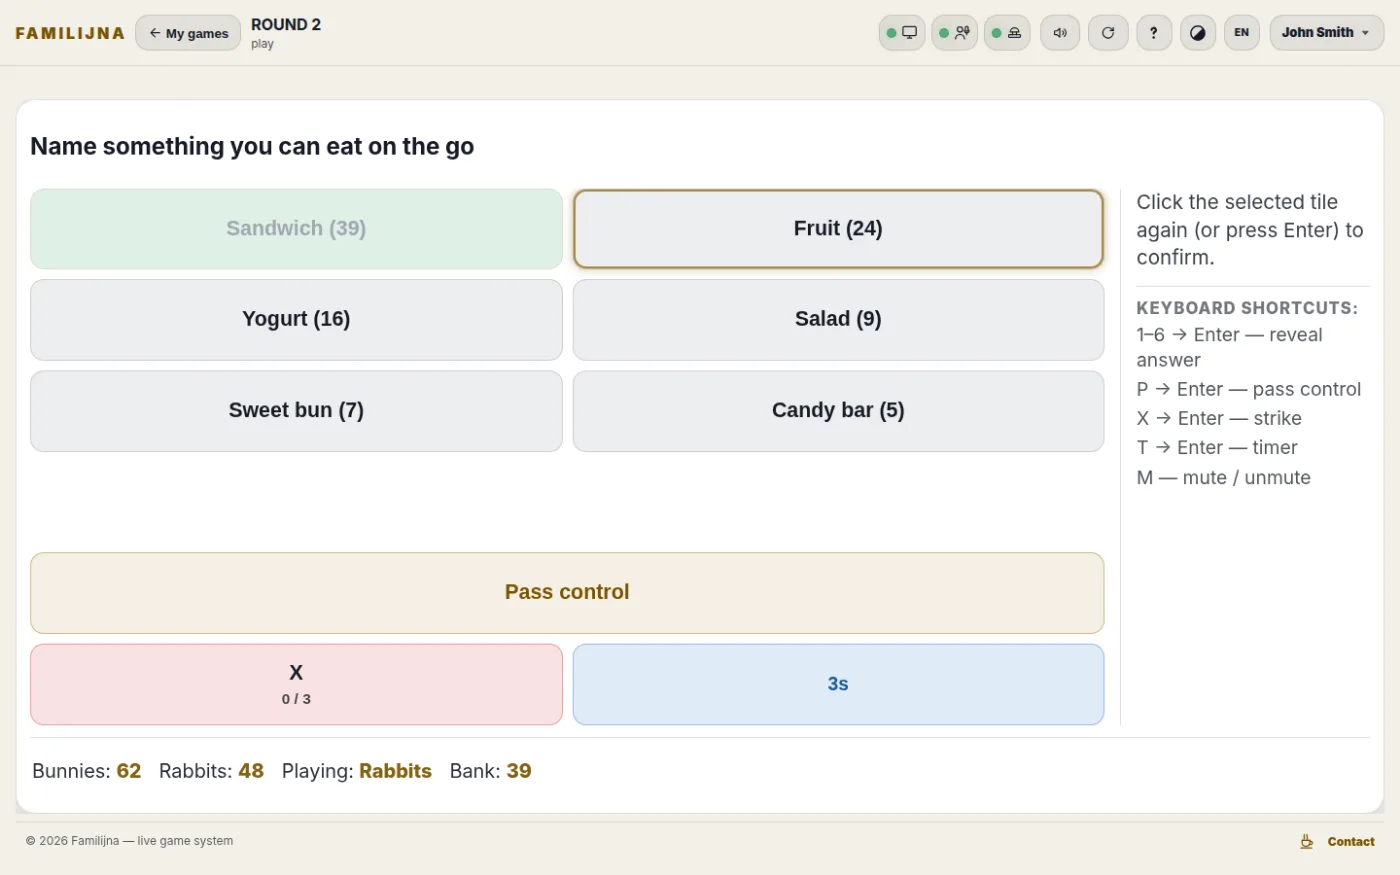 FAMILIJNA
← My games
ROUND 2
play
?
EN
John Smith
Name something you can eat on the go
Sandwich (39)
Fruit (24)
Yogurt (16)
Salad (9)
Sweet bun (7)
Candy bar (5)
Pass control
X
0 / 3
3s
Click the selected tile
again (or press Enter) to
confirm.
KEYBOARD SHORTCUTS:
1–6 → Enter — reveal
answer
P → Enter — pass control
X → Enter — strike
T → Enter — timer
M — mute / unmute
Bunnies: 62 Rabbits: 48 Playing: Rabbits Bank: 39
© 2026 Familijna — live game system
Contact